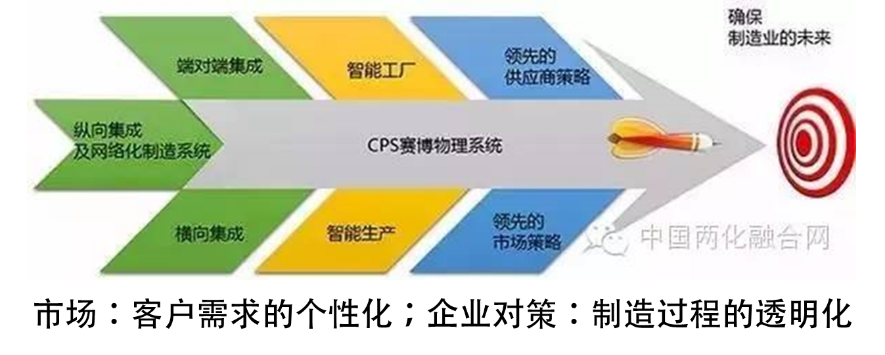 确保
制造业的未来
端对端集成
智能工厂
领先的
供应商策略
纵向集成
及网络化制造系统
CPS赛博物理系统
横向集成
智能生产
领先的
市场策略
中国两化融合网
市场：客户需求的个性化；企业对策：制造过程的透明化